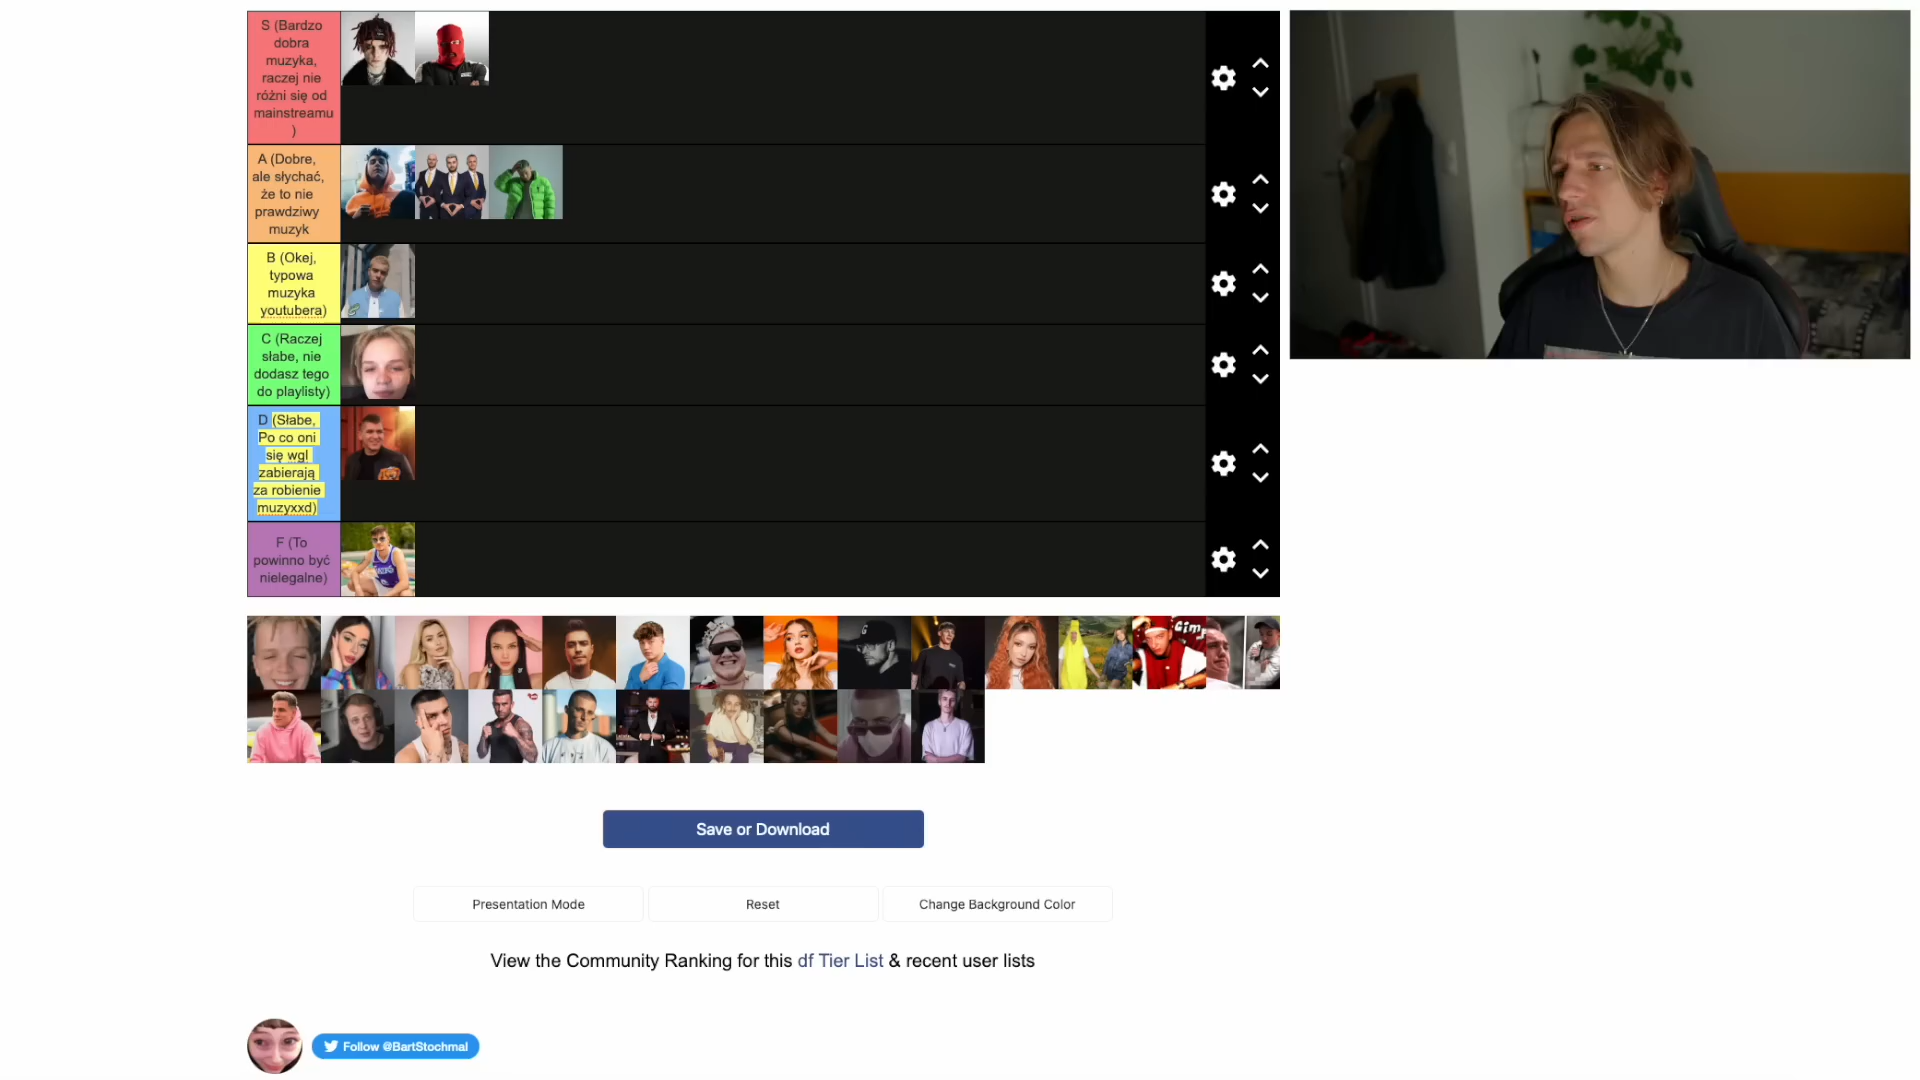 S (Bardzo
dobra
muzyka,
raczej nie
różni się od
mainstreamu
)
A (Dobre,
ale słychać,
że to nie
prawdziwy
muzyk
B (Okej,
typowa
muzyka
youtubera)
C (Raczej
słabe, nie
dodasz tego
do playlisty)
D (Słabe,
Po co oni
się wgl
zabierają
za robienie
muzyxxd)
F (To
powinno być
nielegalne)
Gimp
Save or Download
Presentation Mode
Reset
Change Background Color
View the Community Ranking for this df Tier List & recent user lists
Follow @BartStochmal